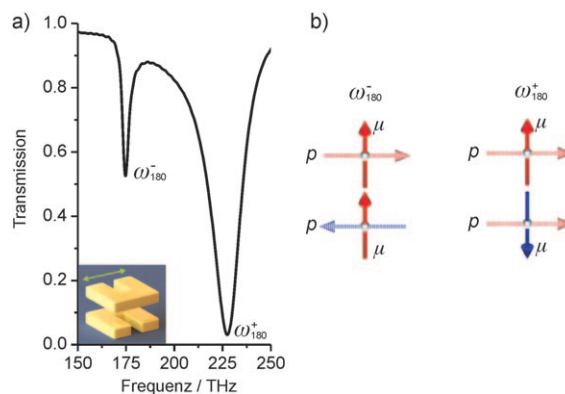 a)
1.0
0.8
0.6
0.4
0.2
0.0
Transmission
ω⁻₁₈₀
ω⁺₁₈₀
150 175 200 225 250
Frequenz / THz
b)
ω⁻₁₈₀ ω⁺₁₈₀
μ μ
p p
p p
μ μ